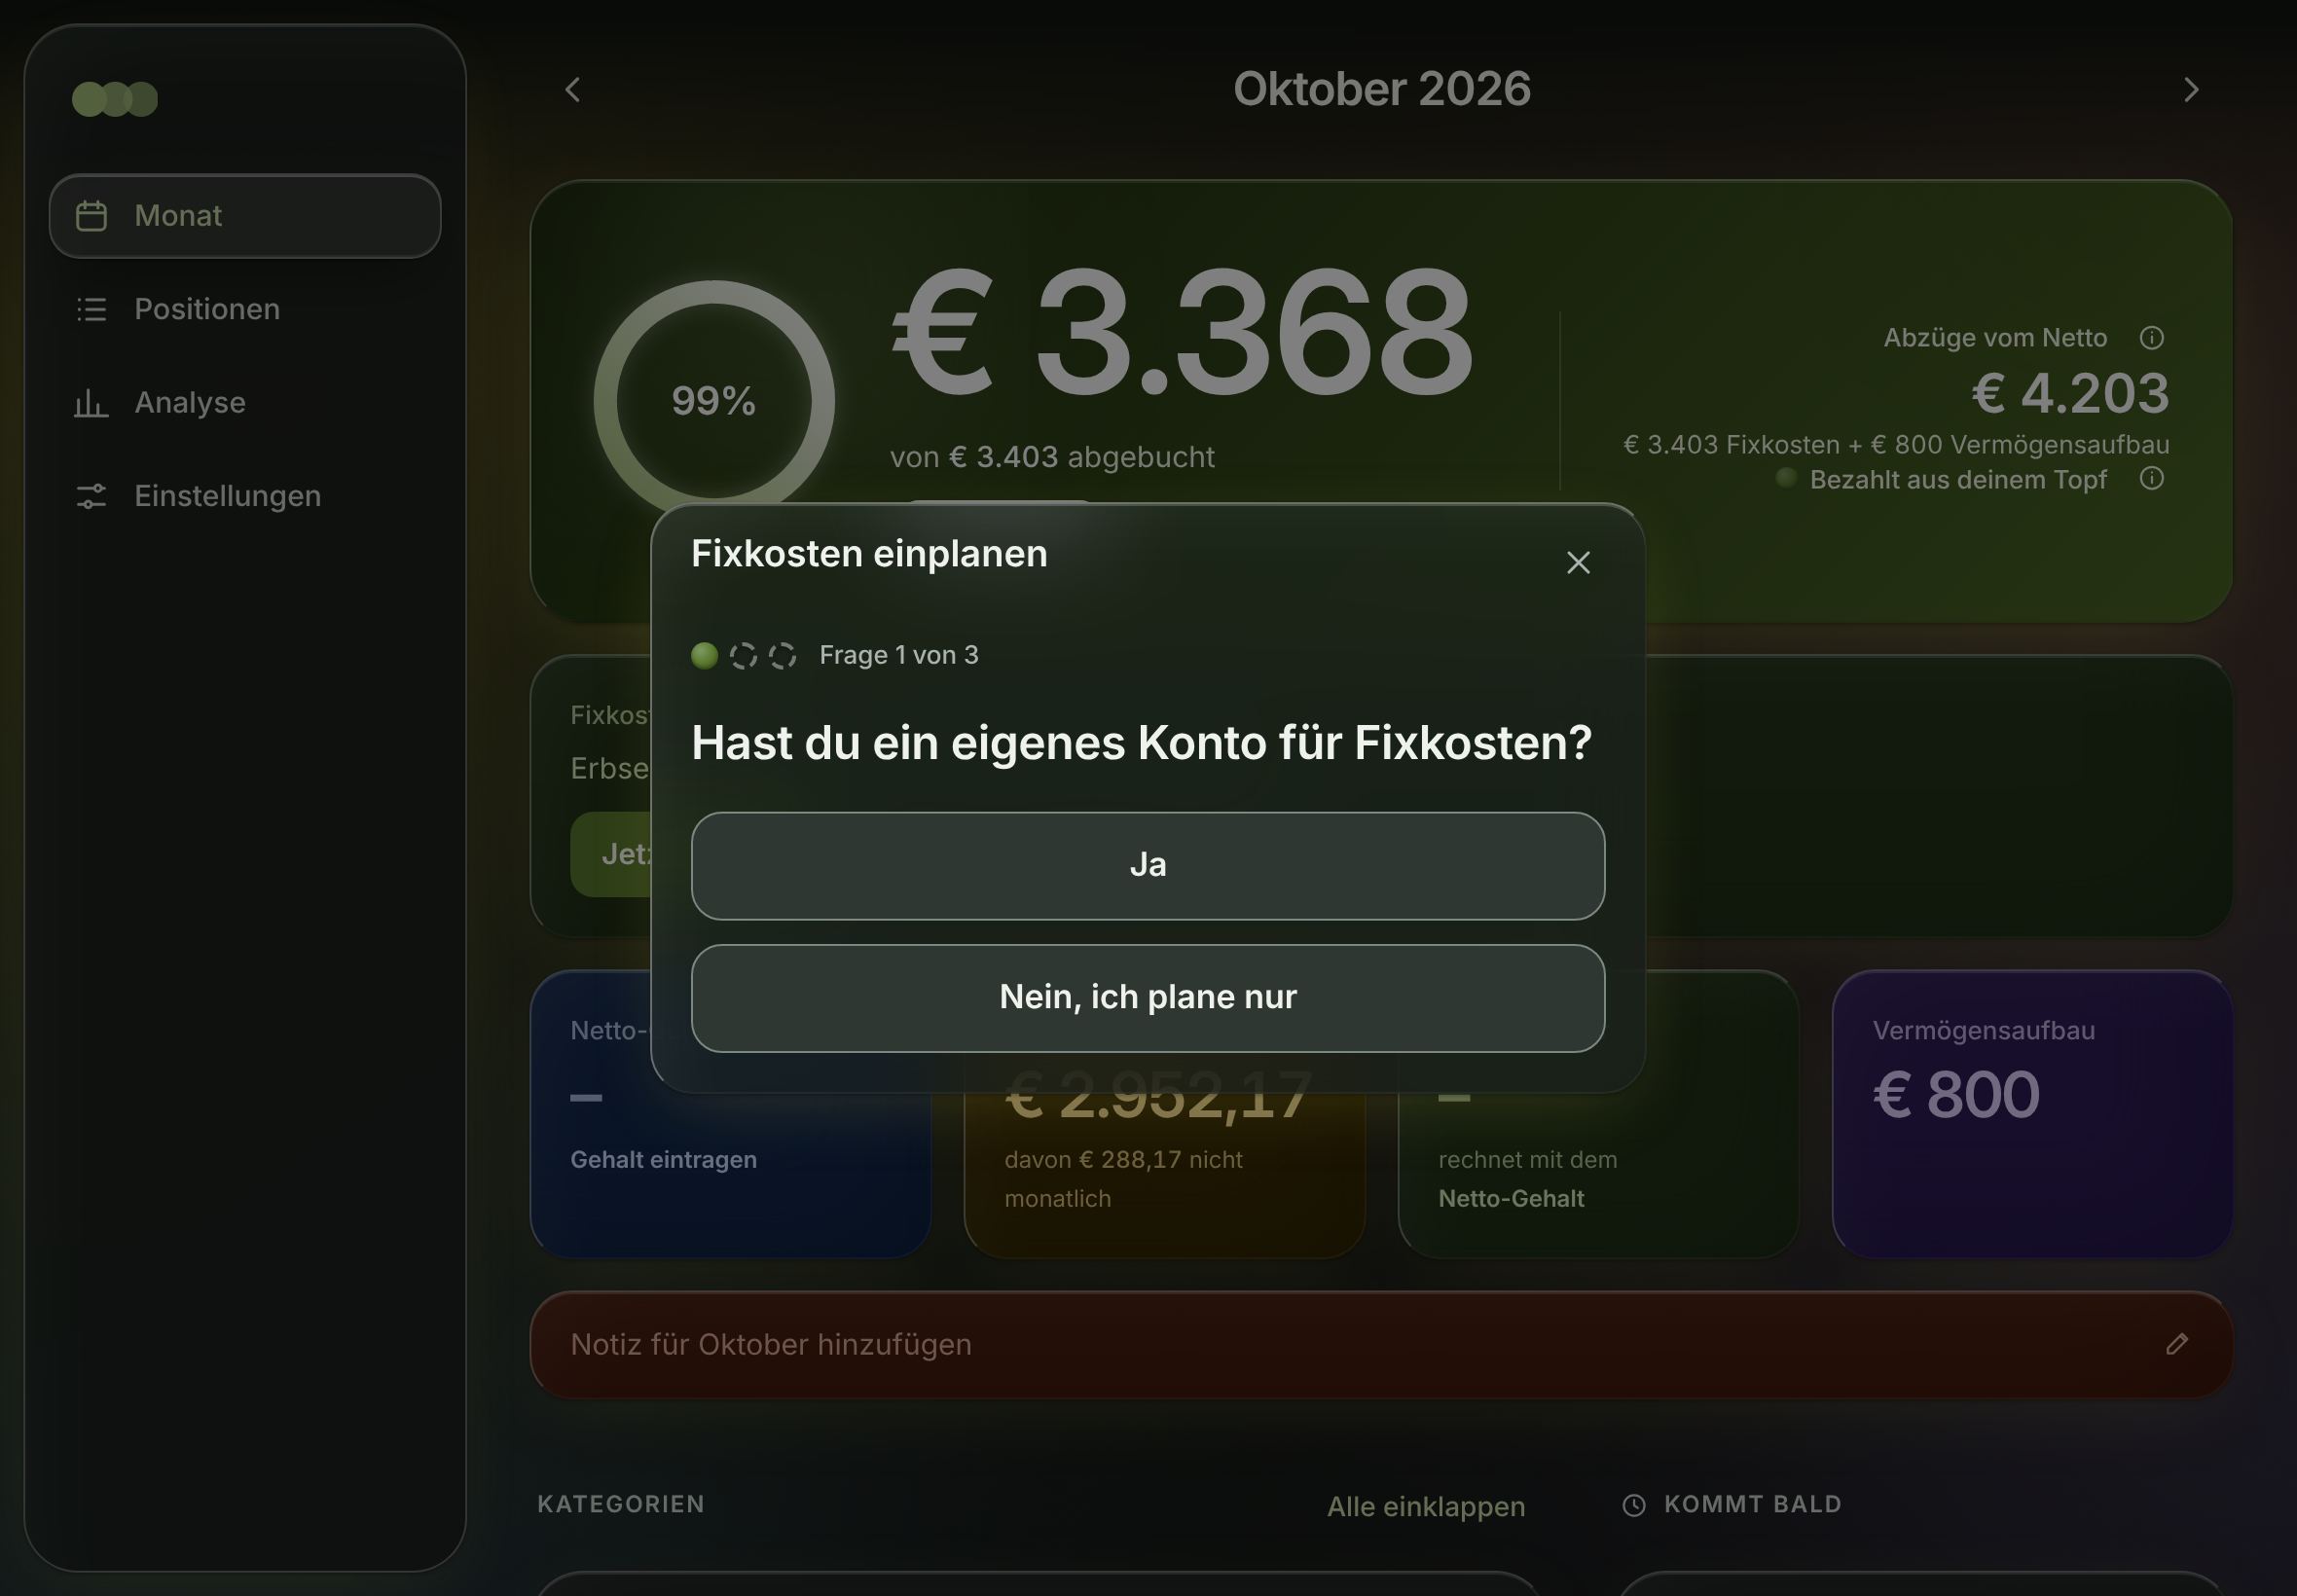 Oktober 2026
Monat
Positionen
Analyse
Einstellungen
99%
€ 3.368
von € 3.403 abgebucht
Abzüge vom Netto
€ 4.203
€ 3.403 Fixkosten + € 800 Vermögensaufbau
Bezahlt aus deinem Topf
Fixkosten einplanen
Frage 1 von 3
Hast du ein eigenes Konto für Fixkosten?
Ja
Nein, ich plane nur
Netto-
–
Gehalt eintragen
€ 2.952,17
davon € 288,17 nicht
monatlich
–
rechnet mit dem
Netto-Gehalt
Vermögensaufbau
€ 800
Notiz für Oktober hinzufügen
KATEGORIEN
Alle einklappen
KOMMT BALD